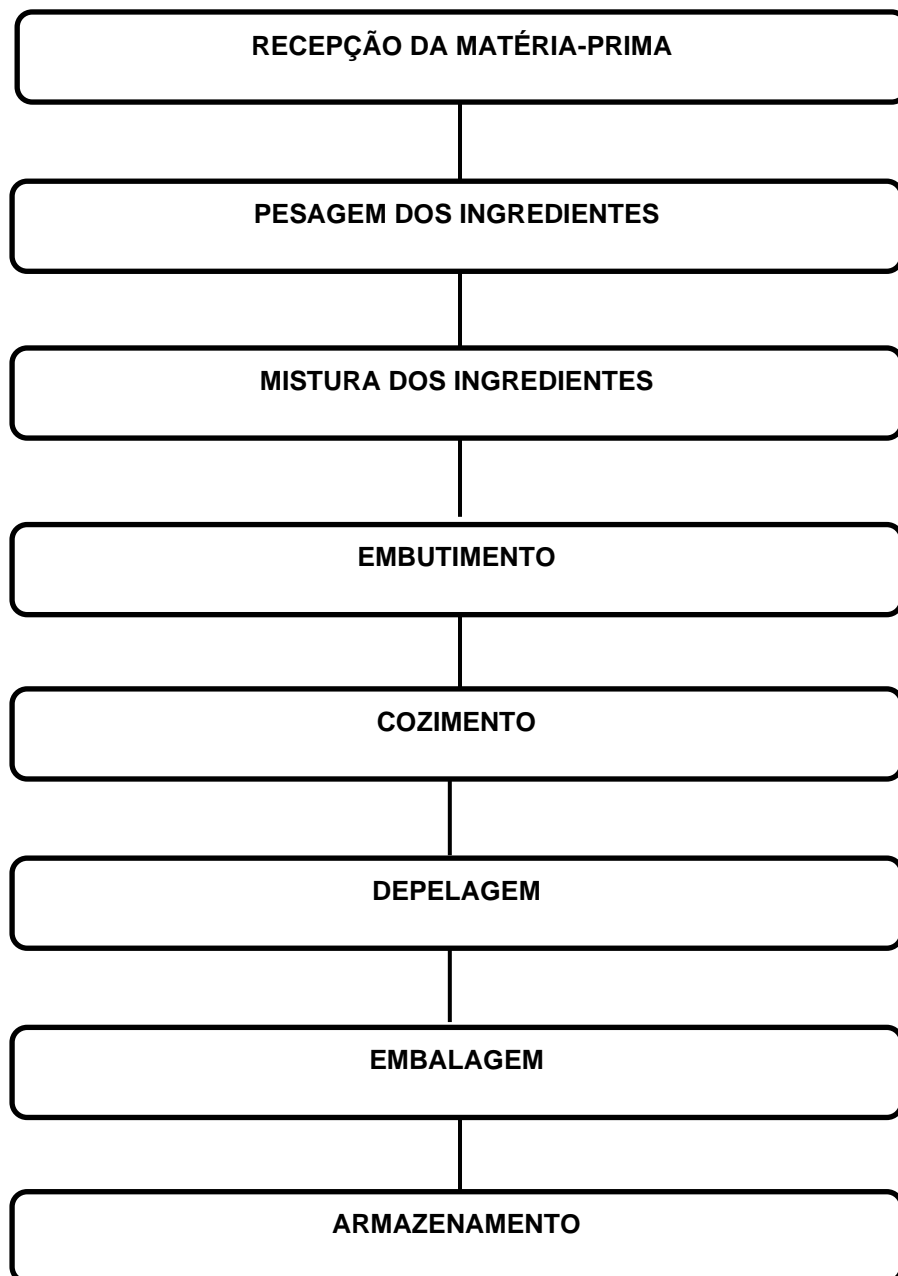 RECEPÇÃO DA MATÉRIA-PRIMA
PESAGEM DOS INGREDIENTES
MISTURA DOS INGREDIENTES
EMBUTIMENTO
COZIMENTO
DEPELAGEM
EMBALAGEM
ARMAZENAMENTO